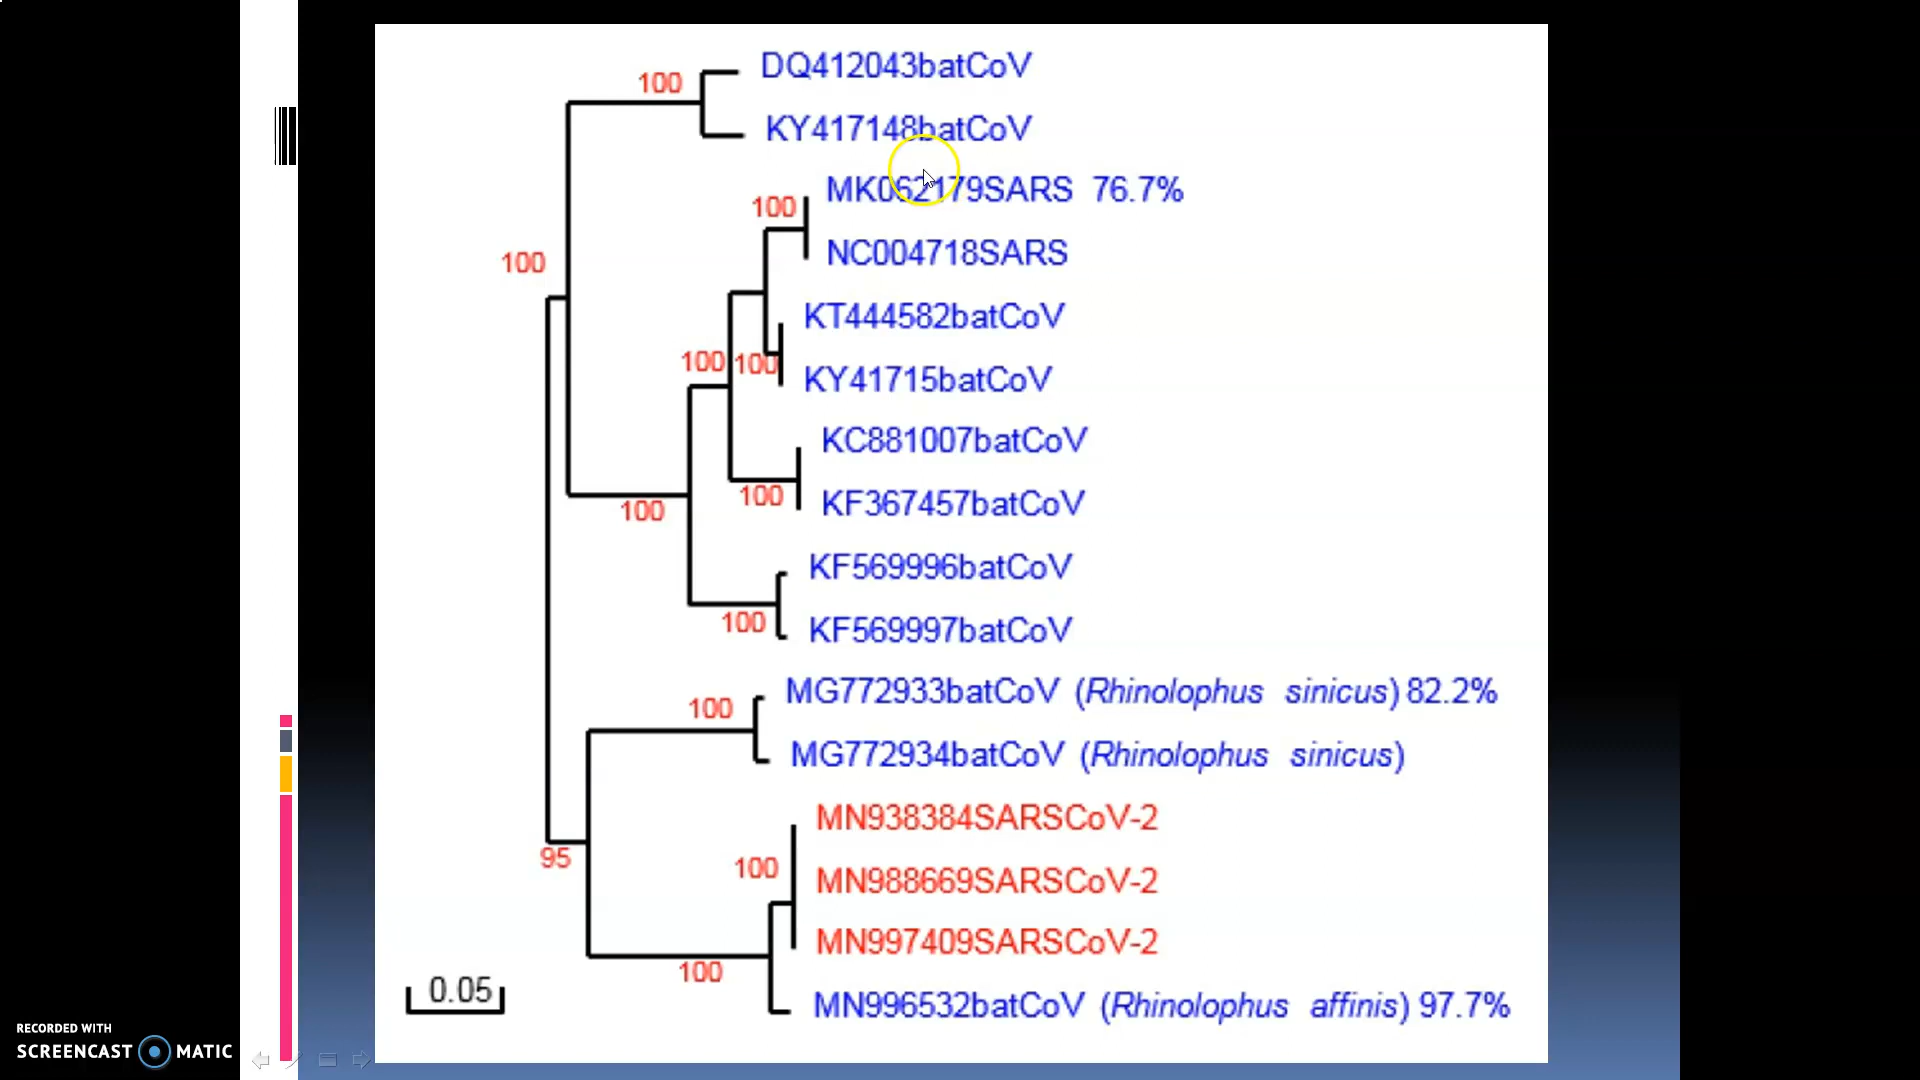 DQ412043batCoV
100
KY417148batCoV
MK062179SARS 76.7%
100
NC004718SARS
100
KT444582batCoV
100 100
KY41715batCoV
KC881007batCoV
100
KF367457batCoV
100
KF569996batCoV
100
KF569997batCoV
MG772933batCoV (Rhinolophus sinicus) 82.2%
100
MG772934batCoV (Rhinolophus sinicus)
MN938384SARSCoV-2
95
100
MN988669SARSCoV-2
MN997409SARSCoV-2
100
0.05
MN996532batCoV (Rhinolophus affinis) 97.7%
RECORDED WITH
SCREENCAST MATIC